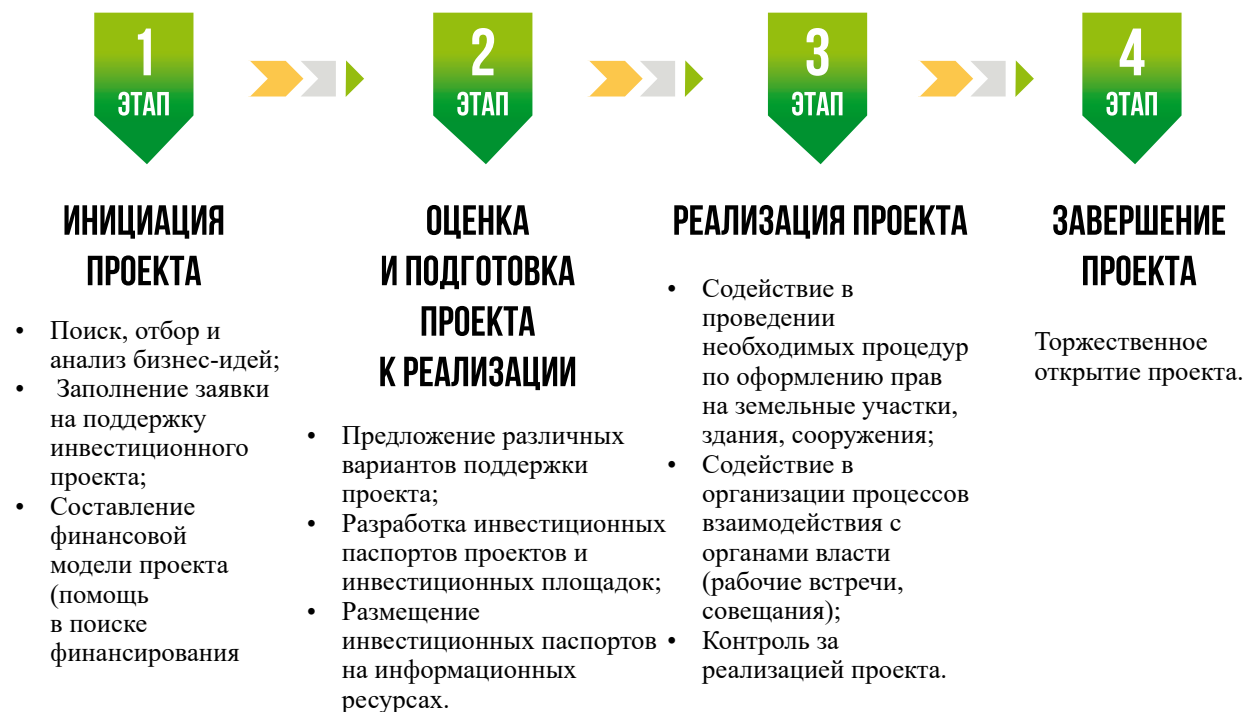 1
ЭТАП
ИНИЦИАЦИЯ
ПРОЕКТА
• Поиск, отбор и
анализ бизнес-идей;
• Заполнение заявки
на поддержку
инвестиционного
проекта;
• Составление
финансовой
модели проекта
(помощь
в поиске
финансирования
2
ЭТАП
ОЦЕНКА
И ПОДГОТОВКА
ПРОЕКТА
К РЕАЛИЗАЦИИ
• Предложение различных
вариантов поддержки
проекта;
• Разработка инвестиционных
паспортов проектов и
инвестиционных площадок;
• Размещение
инвестиционных паспортов
на информационных
ресурсах.
3
ЭТАП
РЕАЛИЗАЦИЯ ПРОЕКТА
• Содействие в
проведении
необходимых процедур
по оформлению прав
на земельные участки,
здания, сооружения;
• Содействие в
организации процессов
взаимодействия с
органами власти
(рабочие встречи,
совещания);
• Контроль за
реализацией проекта.
4
ЭТАП
ЗАВЕРШЕНИЕ
ПРОЕКТА
Торжественное
открытие проекта.